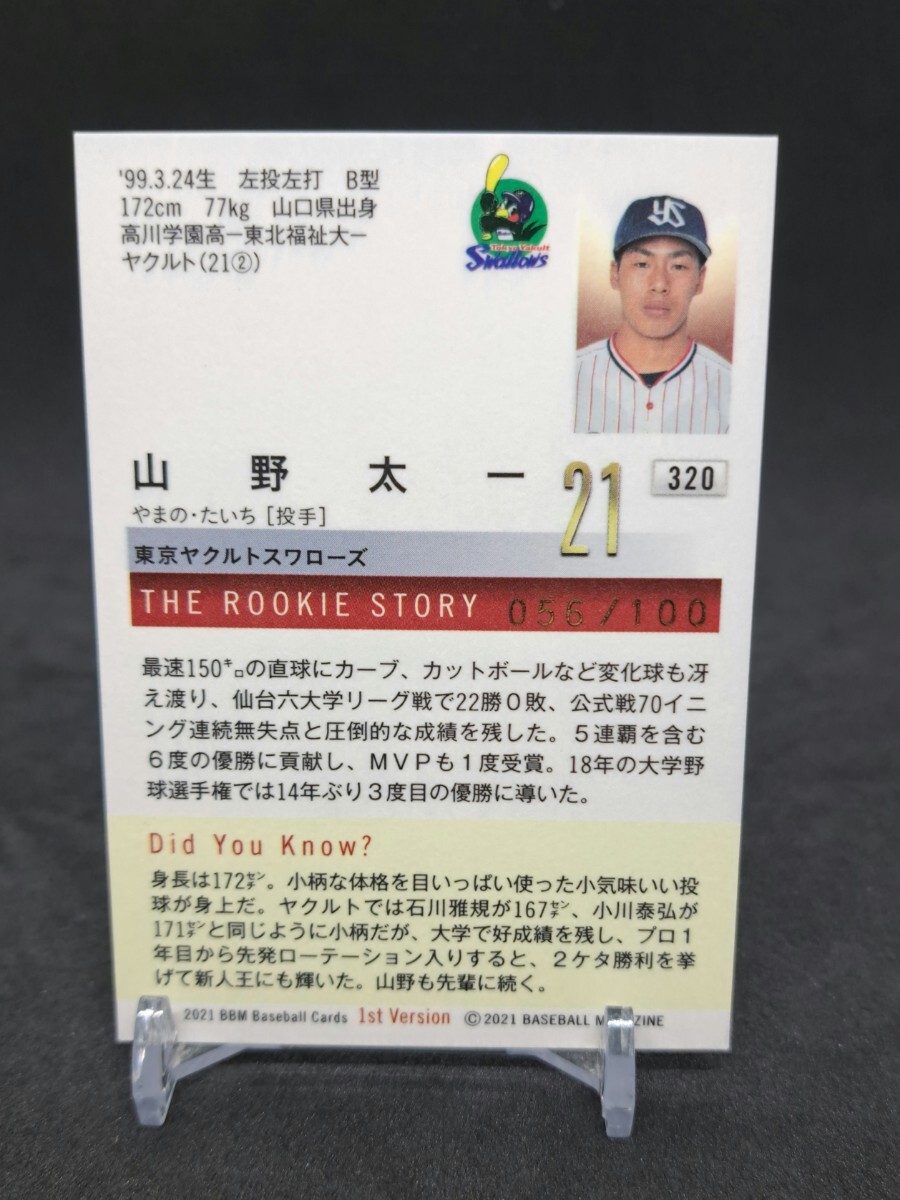 '99.3.24生 左投左打 B型
172cm 77kg 山口県出身
高川学園高ー東北福祉大ー
ヤクルト(21②)
Tokyo Yakult
Swallows
YS
山野太一
21
320
やまの・たいち [投手]
東京ヤクルトスワローズ
THE ROOKIE STORY 056/100
最速150㌔の直球にカーブ、カットボールなど変化球も冴
え渡り、仙台六大学リーグ戦で22勝0敗、公式戦70イニ
ング連続無失点と圧倒的な成績を残した。5連覇を含む
6度の優勝に貢献し、MVPも1度受賞。18年の大学野
球選手権では14年ぶり3度目の優勝に導いた。
Did You Know?
身長は172㌢。小柄な体格を目いっぱい使った小気味いい投
球が身上だ。ヤクルトでは石川雅規が167㌢、小川泰弘が
171㌢と同じように小柄だが、大学で好成績を残し、プロ1
年目から先発ローテーション入りすると、2ケタ勝利を挙
げて新人王にも輝いた。山野も先輩に続く。
2021 BBM Baseball Cards 1st Version ©2021 BASEBALL MAGAZINE